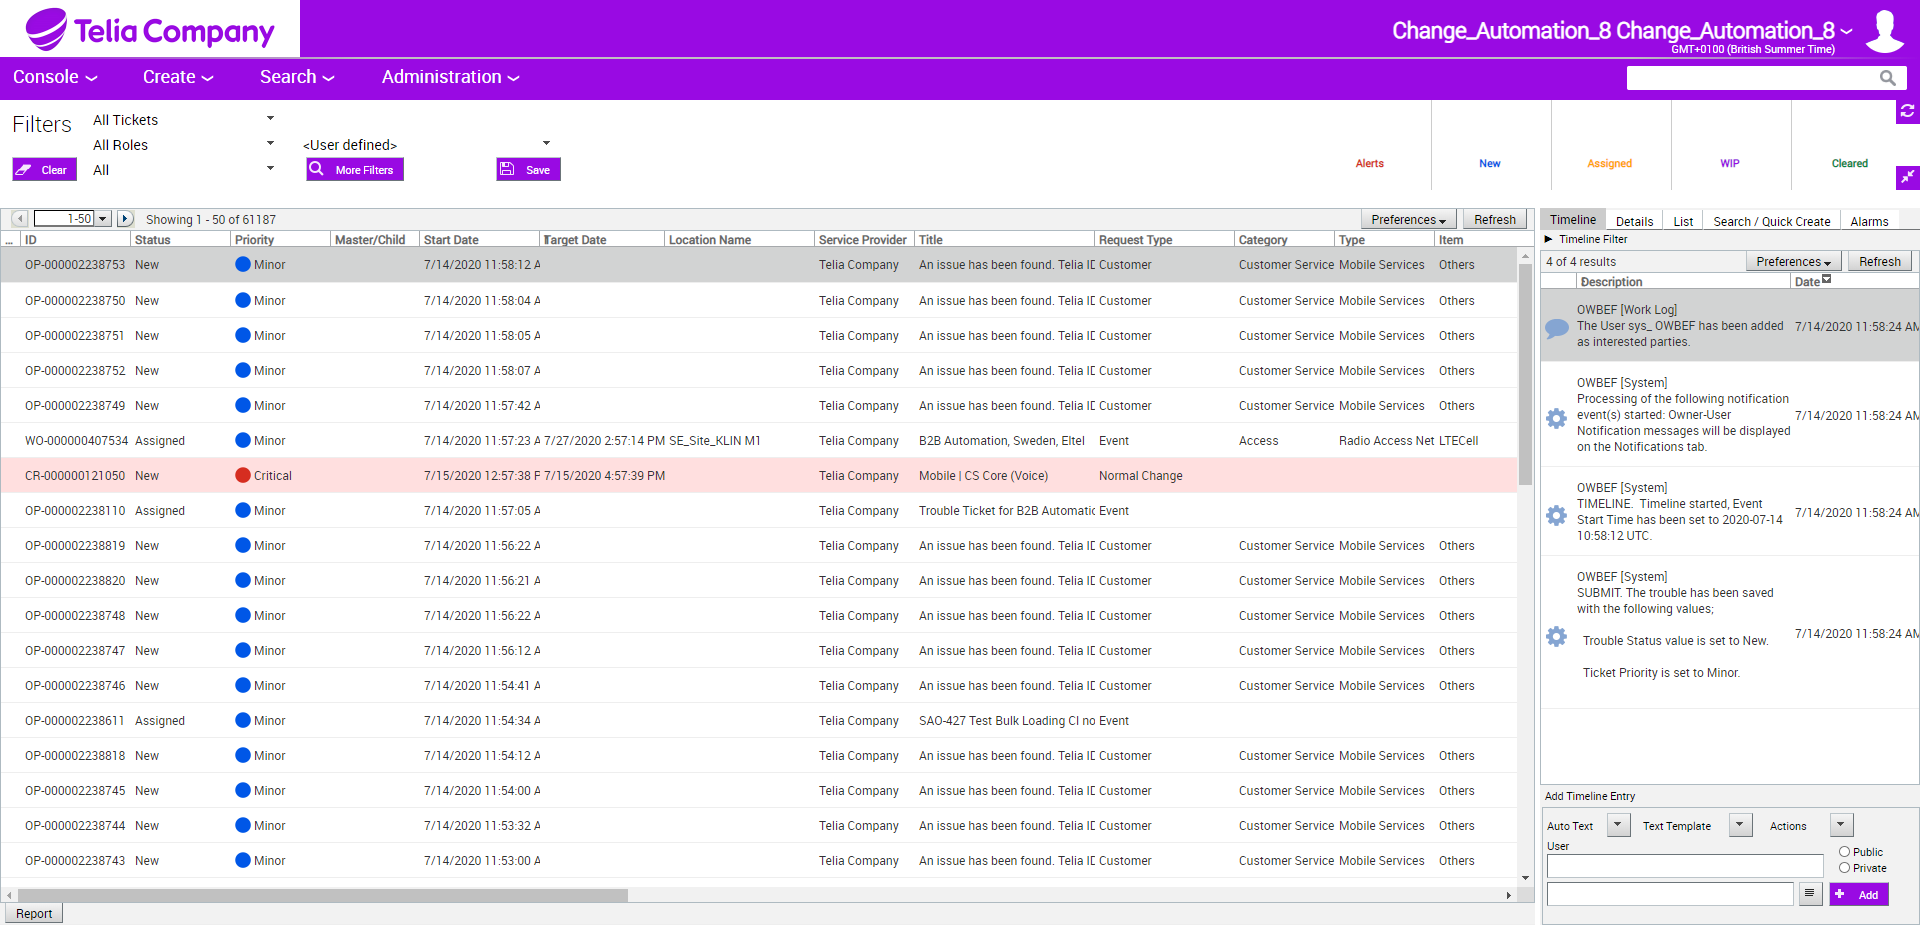 Telia Company
Change_Automation_8 Change_Automation_8
GMT+0100 (British Summer Time)
Console Create Search Administration
Filters
All Tickets
All Roles
<User defined>
All
Clear More Filters Save
Alerts New Assigned WIP Cleared
1-50 Showing 1 - 50 of 61187 Preferences Refresh
... ID Status Priority Master/Child Start Date Target Date Location Name Service Provider Title Request Type Category Type Item
OP-000002238753 New Minor 7/14/2020 11:58:12 A Telia Company An issue has been found. Telia ID Customer Customer Service Mobile Services Others
OP-000002238750 New Minor 7/14/2020 11:58:04 A Telia Company An issue has been found. Telia ID Customer Customer Service Mobile Services Others
OP-000002238751 New Minor 7/14/2020 11:58:05 A Telia Company An issue has been found. Telia ID Customer Customer Service Mobile Services Others
OP-000002238752 New Minor 7/14/2020 11:58:07 A Telia Company An issue has been found. Telia ID Customer Customer Service Mobile Services Others
OP-000002238749 New Minor 7/14/2020 11:57:42 A Telia Company An issue has been found. Telia ID Customer Customer Service Mobile Services Others
WO-000000407534 Assigned Minor 7/14/2020 11:57:23 A 7/27/2020 2:57:14 PM SE_Site_KLIN M1 Telia Company B2B Automation, Sweden, Eltel Event Access Radio Access Net LTECell
CR-000000121050 New Critical 7/15/2020 12:57:38 P 7/15/2020 4:57:39 PM Telia Company Mobile | CS Core (Voice) Normal Change
OP-000002238110 Assigned Minor 7/14/2020 11:57:05 A Telia Company Trouble Ticket for B2B Automatic Event
OP-000002238819 New Minor 7/14/2020 11:56:22 A Telia Company An issue has been found. Telia ID Customer Customer Service Mobile Services Others
OP-000002238820 New Minor 7/14/2020 11:56:21 A Telia Company An issue has been found. Telia ID Customer Customer Service Mobile Services Others
OP-000002238748 New Minor 7/14/2020 11:56:22 A Telia Company An issue has been found. Telia ID Customer Customer Service Mobile Services Others
OP-000002238747 New Minor 7/14/2020 11:56:12 A Telia Company An issue has been found. Telia ID Customer Customer Service Mobile Services Others
OP-000002238746 New Minor 7/14/2020 11:54:41 A Telia Company An issue has been found. Telia ID Customer Customer Service Mobile Services Others
OP-000002238611 Assigned Minor 7/14/2020 11:54:34 A Telia Company SAO-427 Test Bulk Loading CI no Event
OP-000002238818 New Minor 7/14/2020 11:54:12 A Telia Company An issue has been found. Telia ID Customer Customer Service Mobile Services Others
OP-000002238745 New Minor 7/14/2020 11:54:00 A Telia Company An issue has been found. Telia ID Customer Customer Service Mobile Services Others
OP-000002238744 New Minor 7/14/2020 11:53:32 A Telia Company An issue has been found. Telia ID Customer Customer Service Mobile Services Others
OP-000002238743 New Minor 7/14/2020 11:53:00 A Telia Company An issue has been found. Telia ID Customer Customer Service Mobile Services Others
Report
Timeline Details List Search / Quick Create Alarms
Timeline Filter
4 of 4 results Preferences Refresh
Description Date
OWBEF [Work Log]
The User sys_ OWBEF has been added 7/14/2020 11:58:24 AM
as interested parties.
OWBEF [System]
Processing of the following notification
event(s) started: Owner-User 7/14/2020 11:58:24 AM
Notification messages will be displayed
on the Notifications tab.
OWBEF [System]
TIMELINE. Timeline started, Event
Start Time has been set to 2020-07-14 7/14/2020 11:58:24 AM
10:58:12 UTC.
OWBEF [System]
SUBMIT. The trouble has been saved
with the following values;
Trouble Status value is set to New. 7/14/2020 11:58:24 AM
Ticket Priority is set to Minor.
Add Timeline Entry
Auto Text Text Template Actions
User
Public
Private
Add